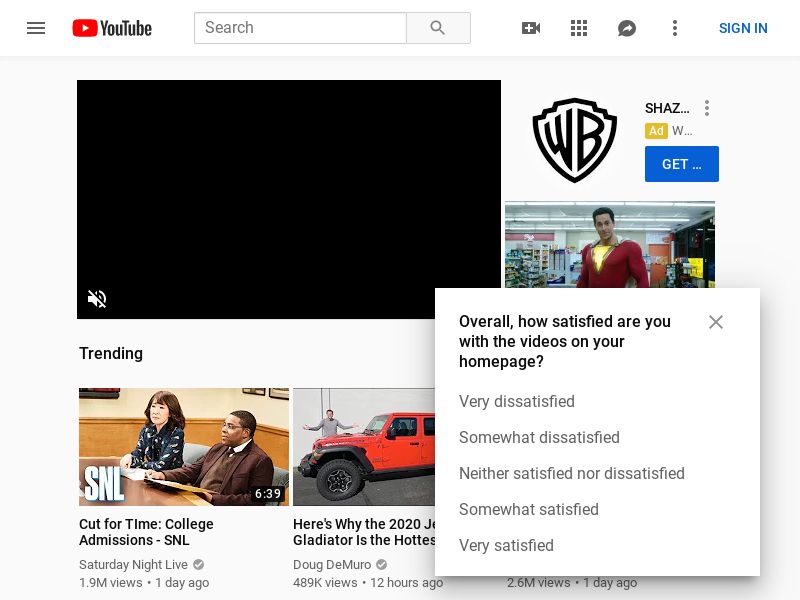 YouTube
Search
SIGN IN
WB
SHAZ…
Ad W…
GET …
Trending
Overall, how satisfied are you
with the videos on your
homepage?
Very dissatisfied
Somewhat dissatisfied
Neither satisfied nor dissatisfied
Somewhat satisfied
Very satisfied
SNL
6:39
Cut for TIme: College
Admissions - SNL
Saturday Night Live
1.9M views • 1 day ago
Here's Why the 2020 Je
Gladiator Is the Hottes
Doug DeMuro
489K views • 12 hours ago
2.6M views • 1 day ago